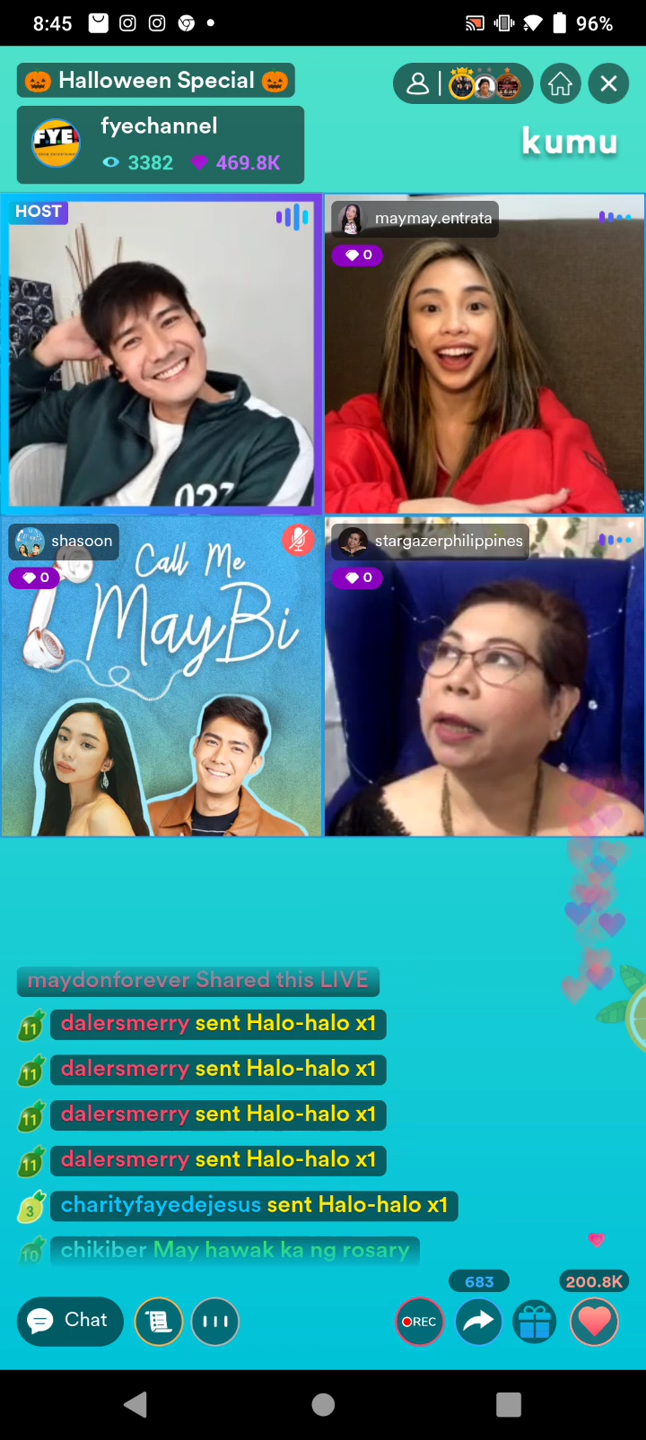 8:45
96%
🎃 Halloween Special 🎃
FYE
fyechannel
3382 469.8K
kumu
HOST
maymay.entrata
0
023
shasoon
0
Call Me
MayBi
stargazerphilippines
0
maydonforever Shared this LIVE
11 dalersmerry sent Halo-halo x1
11 dalersmerry sent Halo-halo x1
11 dalersmerry sent Halo-halo x1
11 dalersmerry sent Halo-halo x1
3 charityfayedejesus sent Halo-halo x1
10 chikiber May hawak ka ng rosary
683
200.8K
Chat
REC